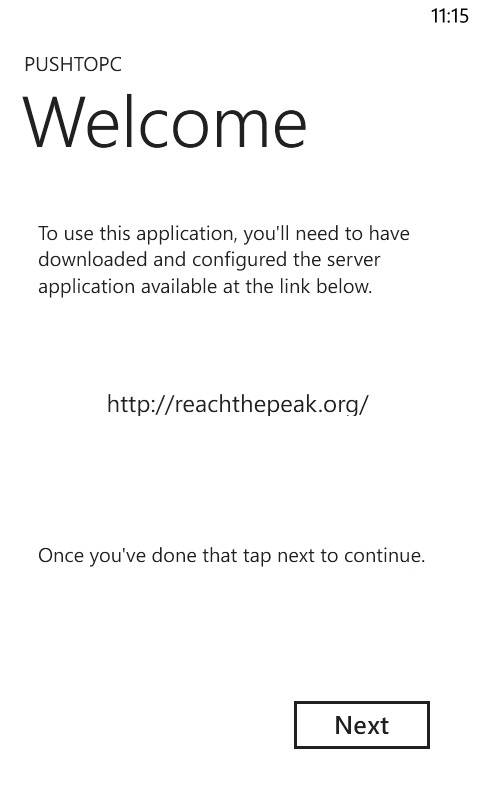 11:15
PUSHTOPC
Welcome
To use this application, you'll need to have
downloaded and configured the server
application available at the link below.
http://reachthepeak.org/
Once you've done that tap next to continue.
Next